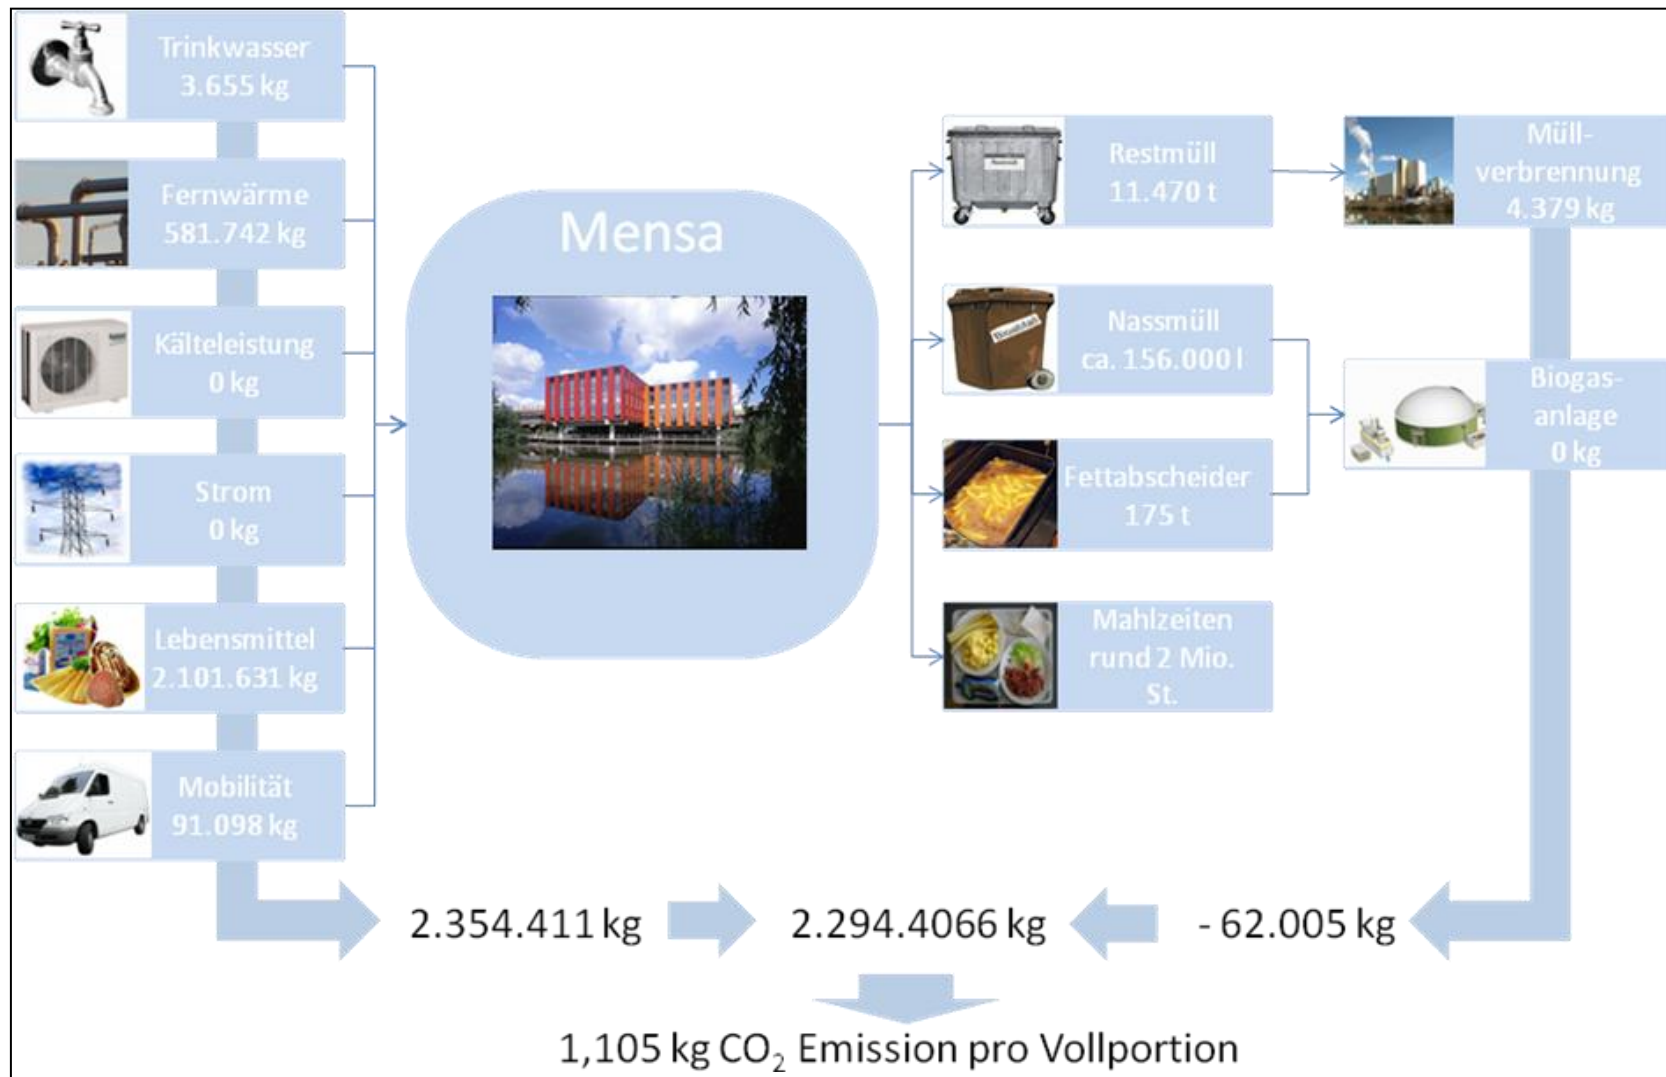 Trinkwasser
3.655 kg
Fernwärme
581.742 kg
Kälteleistung
0 kg
Strom
0 kg
Lebensmittel
2.101.631 kg
Mobilität
91.098 kg
Mensa
Restmüll
Restmüll
11.470 t
Bioabfall
Nassmüll
ca. 156.000 l
Fettabscheider
175 t
Mahlzeiten
rund 2 Mio.
St.
Müll-
verbrennung
4.379 kg
Biogas-
anlage
0 kg
2.354.411 kg
2.294.4066 kg
- 62.005 kg
1,105 kg CO₂ Emission pro Vollportion